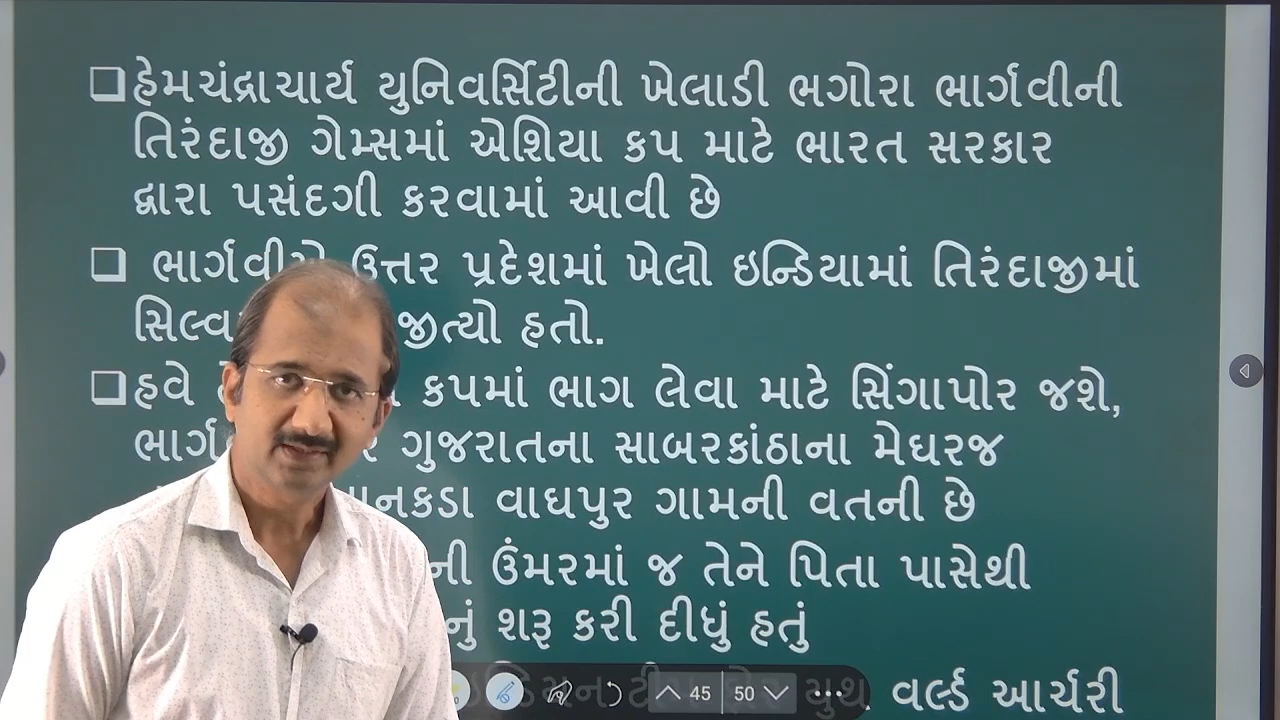 હેમચંદ્રાચાર્ય યુનિવર્સિટીની ખેલાડી ભગોરા ભાર્ગવીની
તિરંદાજી ગેમ્સમાં એશિયા કપ માટે ભારત સરકાર
દ્વારા પસંદગી કરવામાં આવી છે
ઉત્તર પ્રદેશમાં ખેલો ઇન્ડિયામાં તિરંદાજીમાં
જીત્યો હતો.
હવે કપમાં ભાગ લેવા માટે સિંગાપોર જશે,
ગુજરાતના સાબરકાંઠાના મેઘરજ
વાઘપુર ગામની વતની છે
ઉંમરમાં જ તેને પિતા પાસેથી
શરૂ કરી દીધું હતું
વર્લ્ડ આર્ચરી
45 50